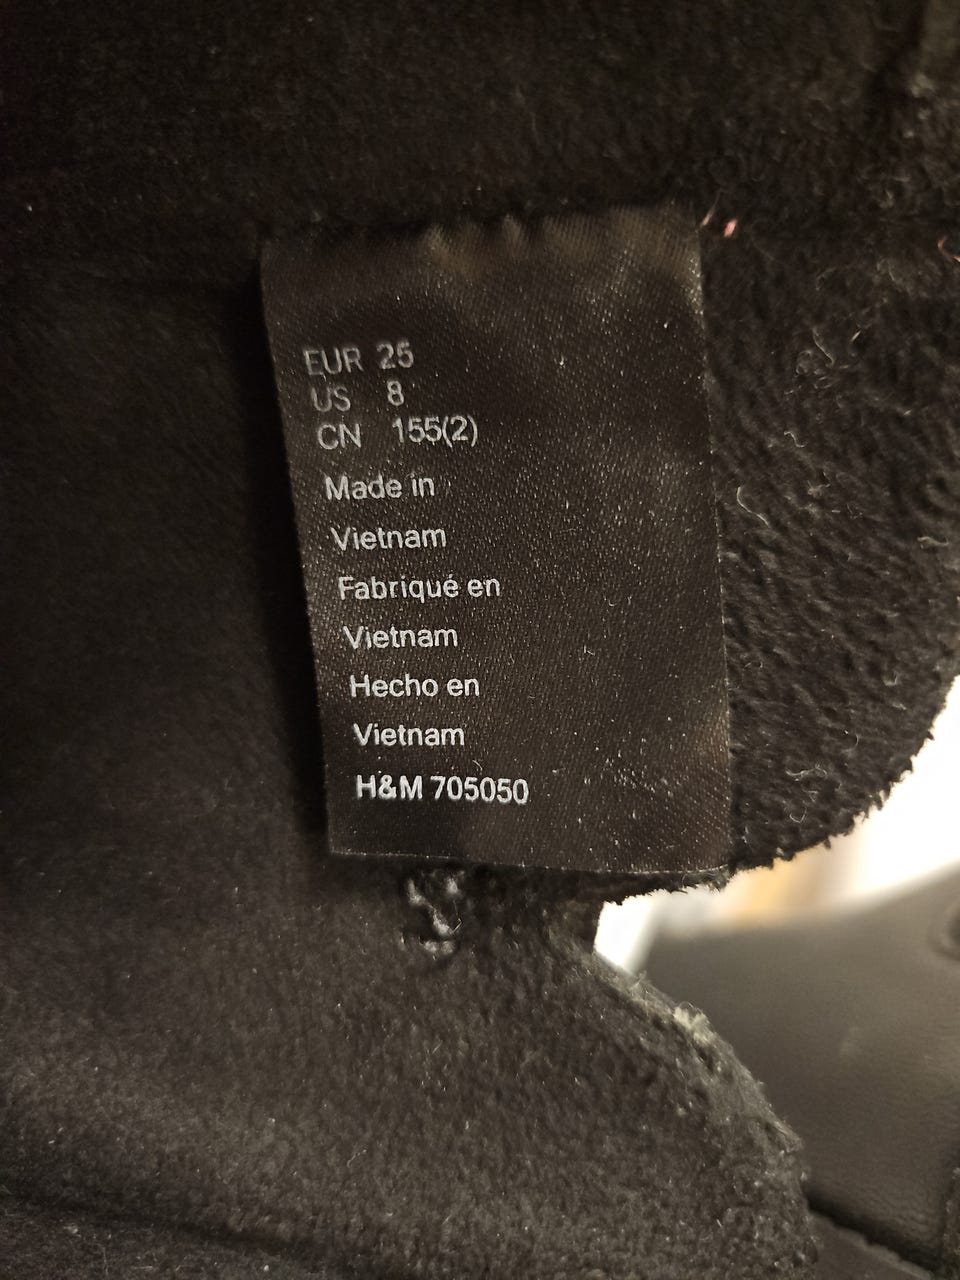 EUR 25
US 8
CN 155(2)
Made in
Vietnam
Fabriqué en
Vietnam
Hecho en
Vietnam
H&M 705050